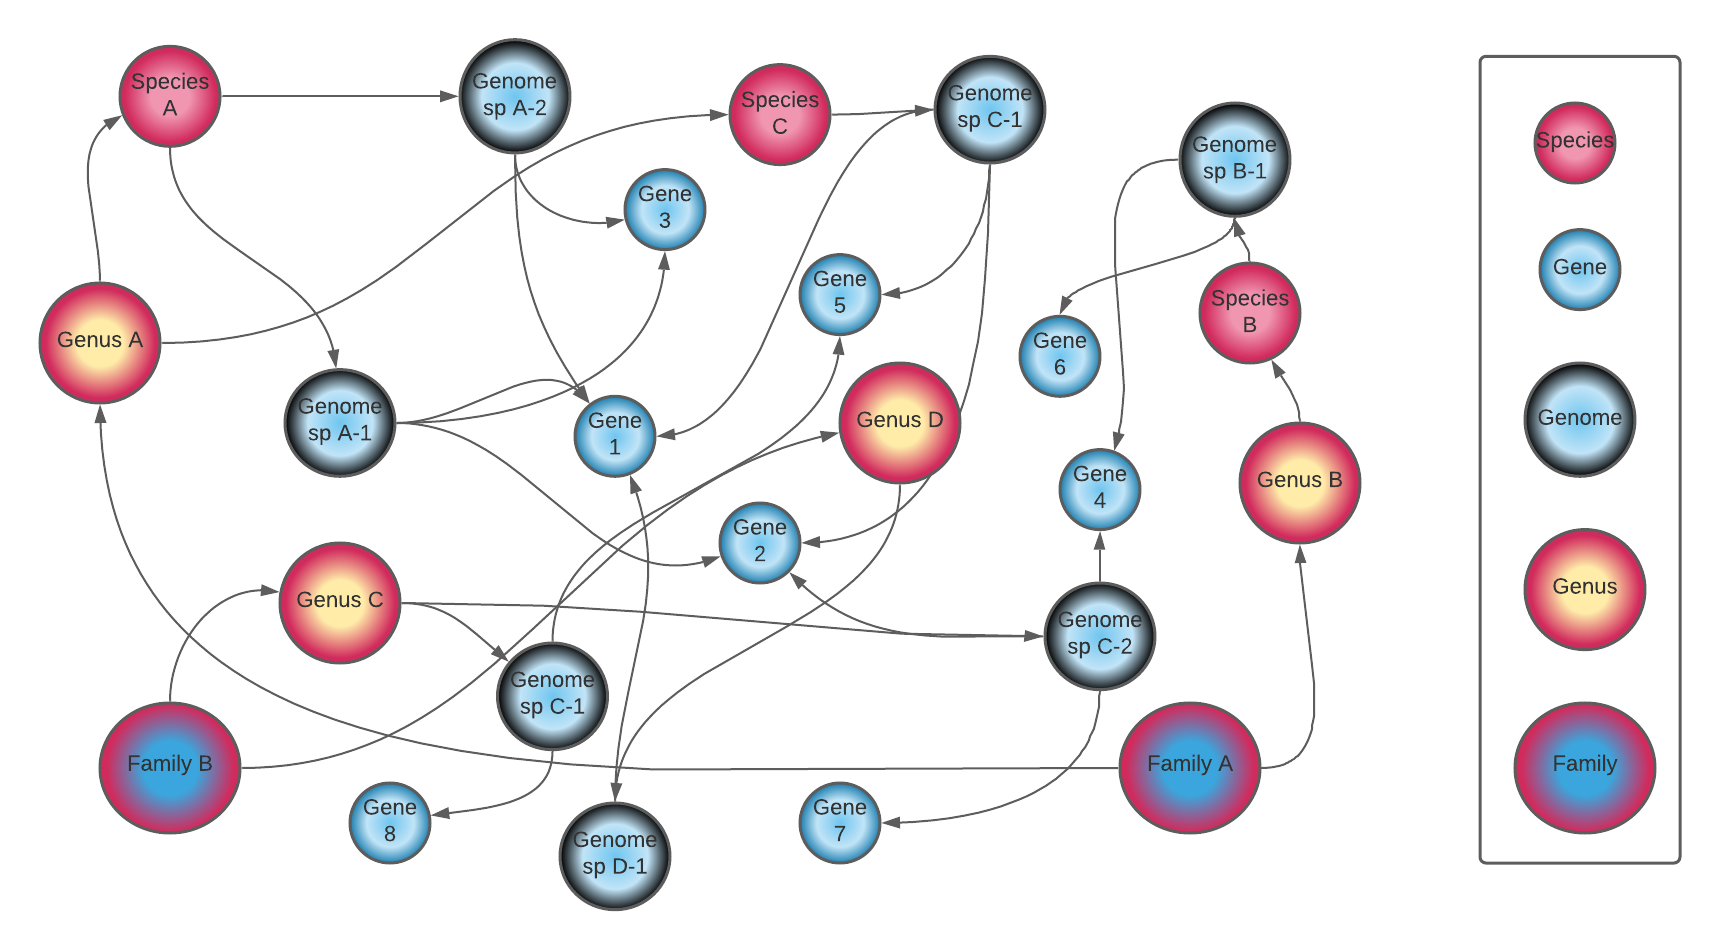 Species
A
Genome
sp A-2
Species
C
Genome
sp C-1
Genome
sp B-1
Gene
3
Gene
5
Species
B
Genus A
Gene
6
Genome
sp A-1
Gene
1
Genus D
Gene
4
Genus B
Gene
2
Genus C
Genome
sp C-2
Genome
sp C-1
Family B
Family A
Gene
8
Gene
7
Genome
sp D-1
Species
Gene
Genome
Genus
Family